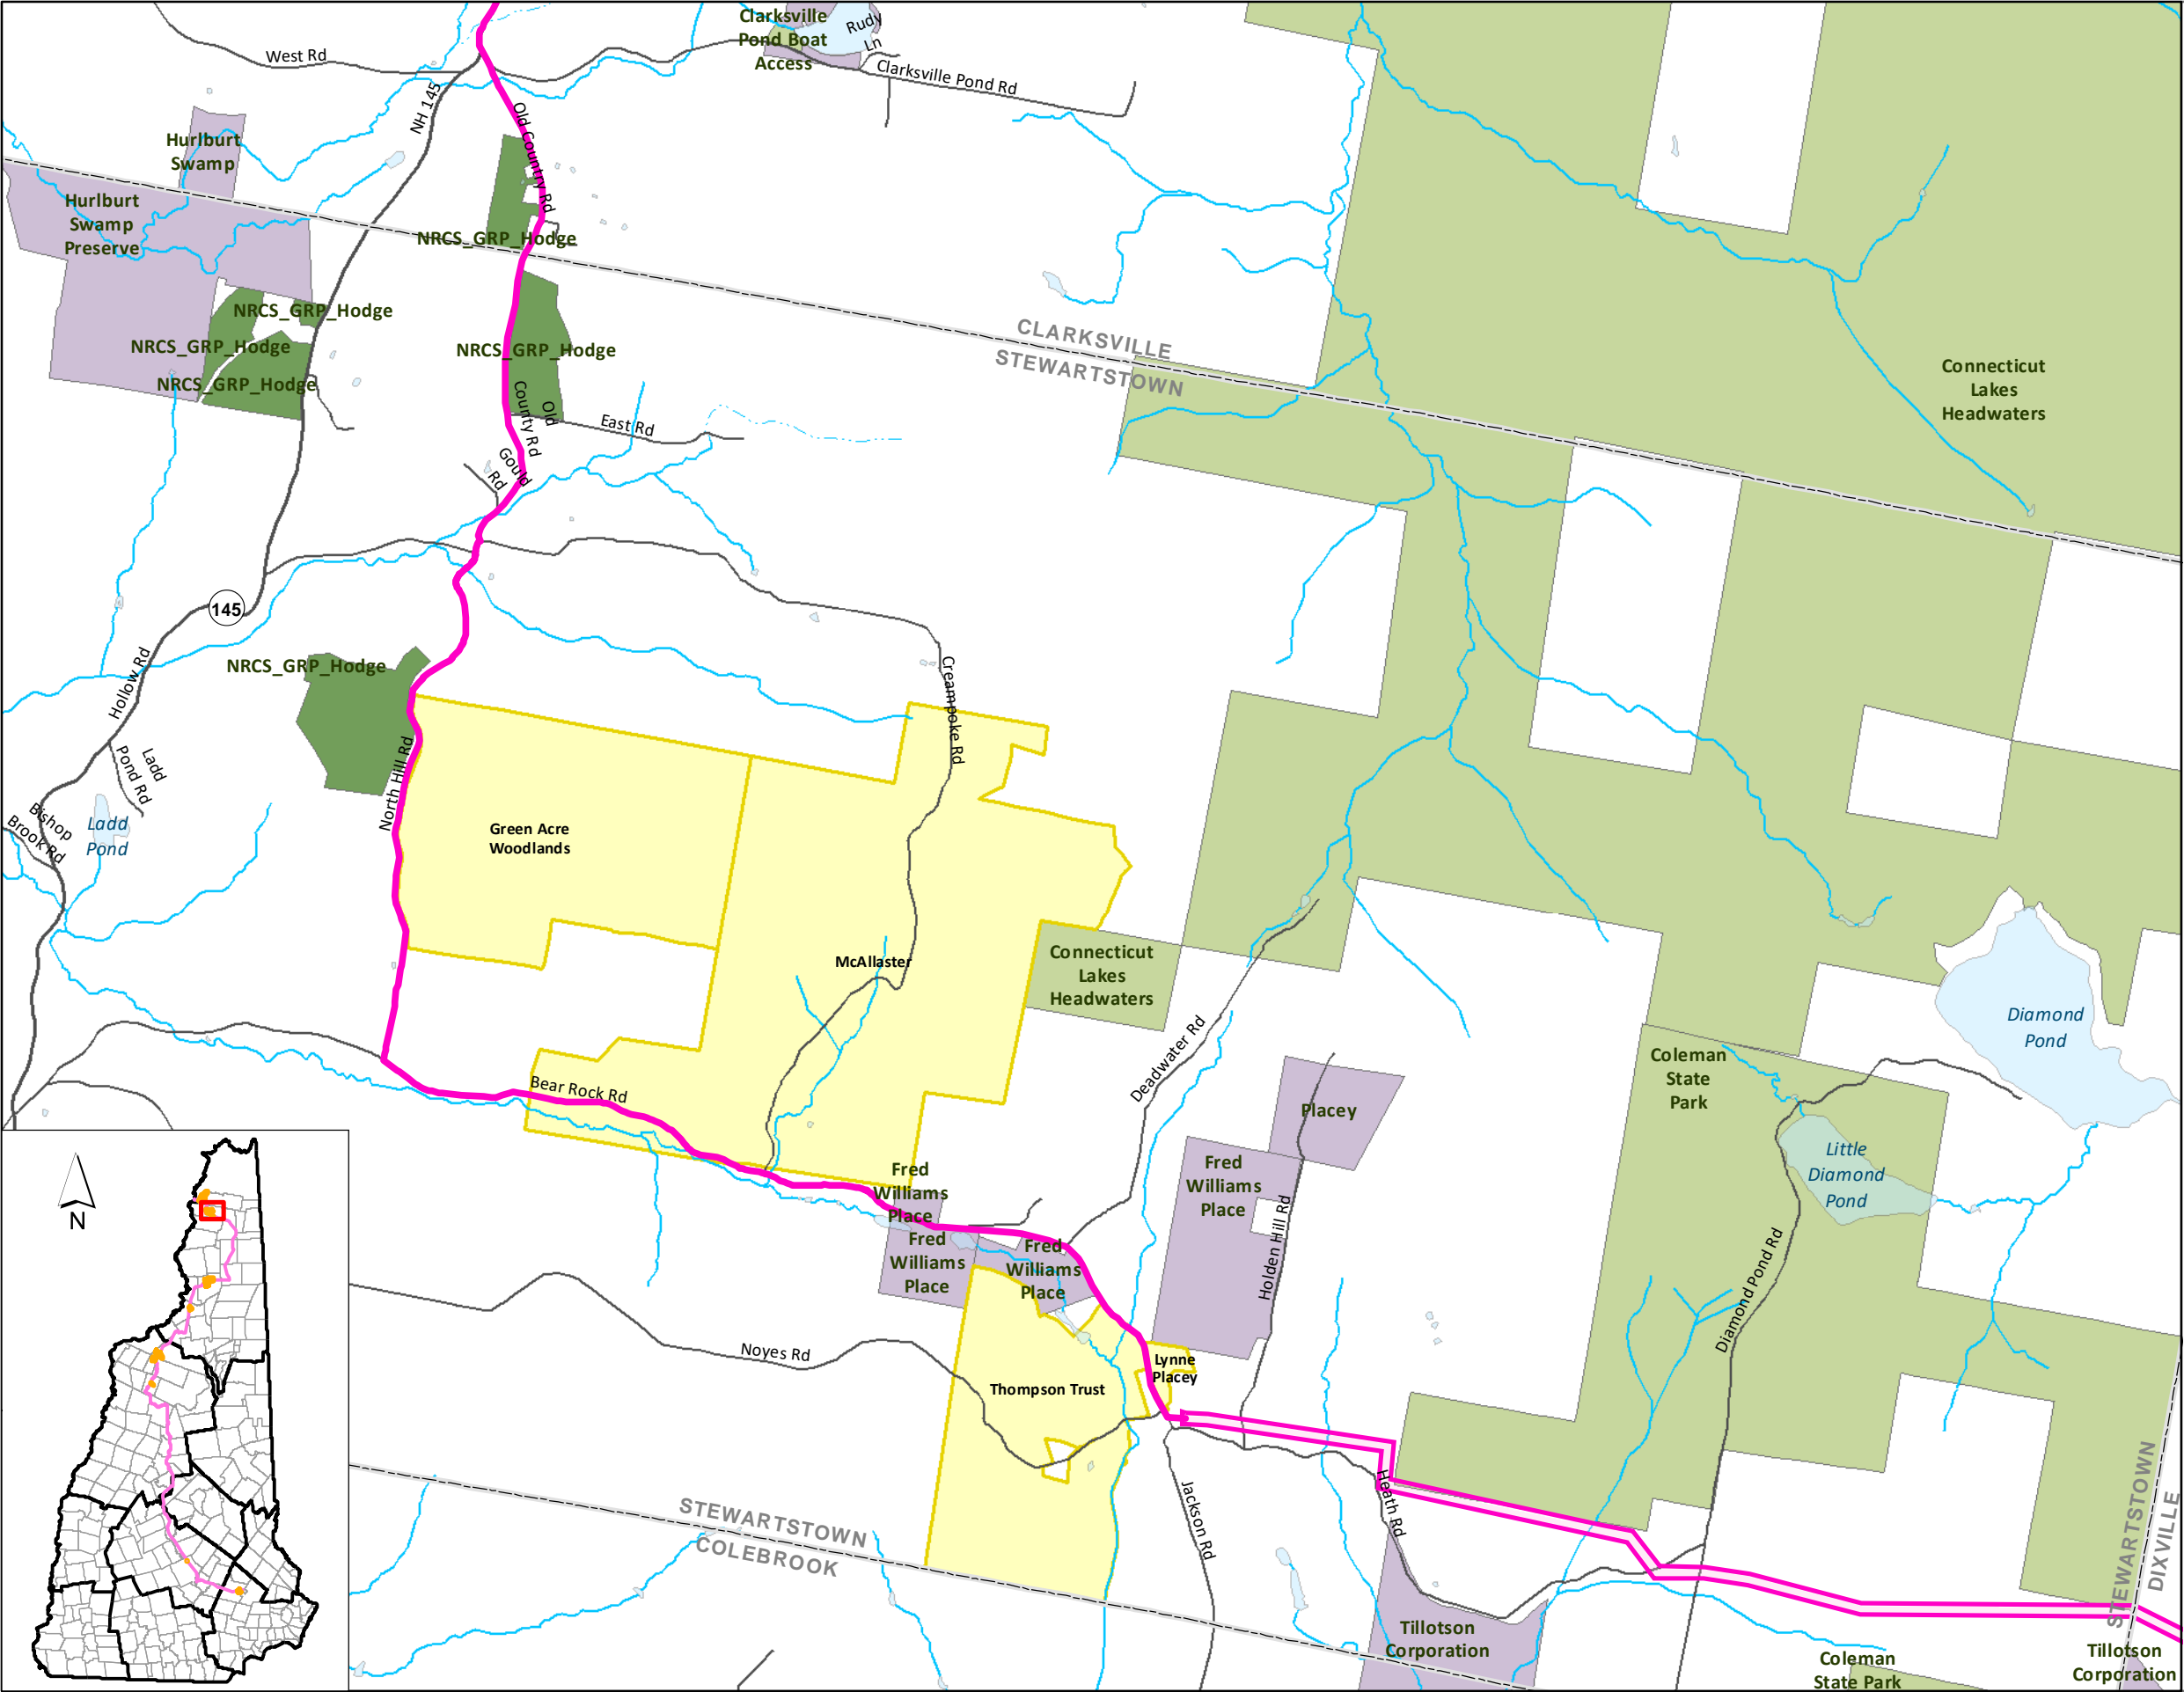 Clarksville
Pond Boat
Access
Rudy
Ln
West Rd
Clarksville Pond Rd
NH 145
Old Country Rd
Hurlburt
Swamp
Hurlburt
Swamp
Preserve
NRCS_GRP_Hodge
NRCS_GRP_Hodge
NRCS_GRP_Hodge
NRCS_GRP_Hodge
NRCS_GRP_Hodge
CLARKSVILLE
STEWARTSTOWN
Connecticut
Lakes
Headwaters
Old
County Rd
East Rd
Gould
Rd
145
NRCS_GRP_Hodge
Hollow Rd
Creampoke Rd
Ladd
Pond Rd
North Hill Rd
Bishop
Brook Rd
Ladd
Pond
Green Acre
Woodlands
McAllaster
Connecticut
Lakes
Headwaters
Diamond
Pond
Deadwater Rd
Coleman
State
Park
Bear Rock Rd
Placey
Little
Diamond
Pond
Fred
Williams
Place
Fred
Williams
Place
Fred
Williams
Place
Fred
Williams
Place
Holden Hill Rd
Diamond Pond Rd
N
Noyes Rd
Lynne
Placey
Thompson Trust
Heath Rd
Jackson Rd
STEWARTSTOWN
COLEBROOK
STEWARTSTOWN
DIXVILLE
Tillotson
Corporation
Coleman
State Park
Tillotson
Corporation